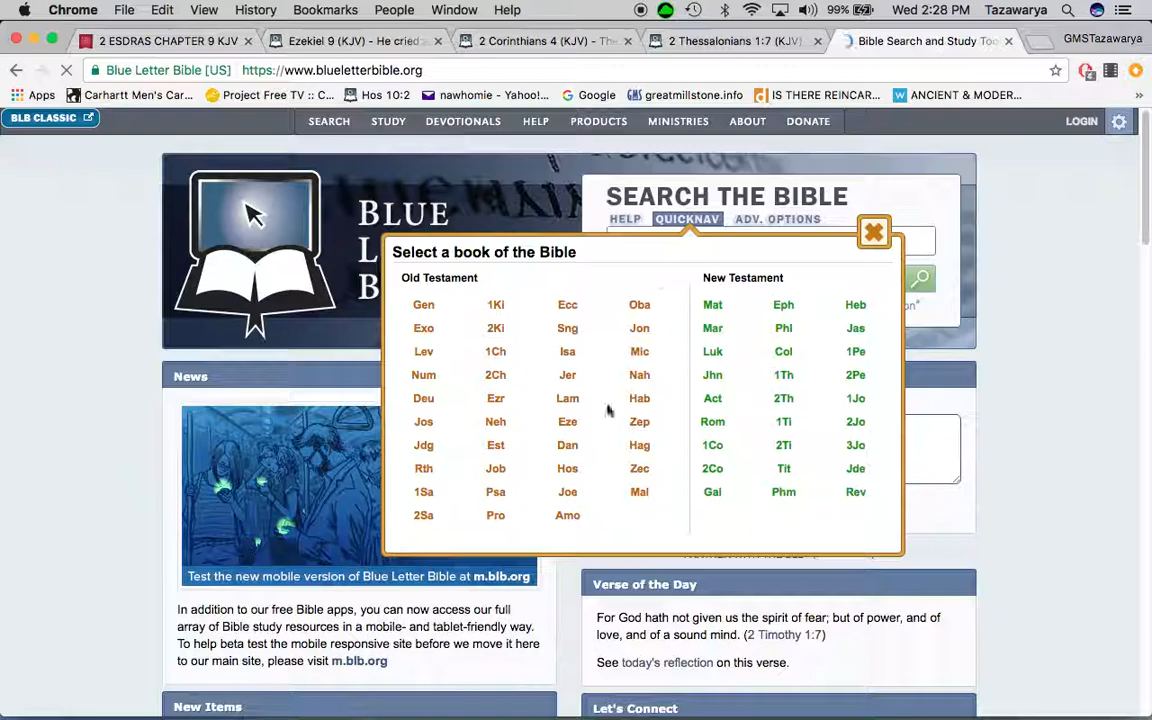 Chrome File Edit View History Bookmarks People Window Help 99% Wed 2:28 PM Tazawarya
2 ESDRAS CHAPTER 9 KJV Ezekiel 9 (KJV) - He cried 2 Corinthians 4 (KJV) - The 2 Thessalonians 1:7 (KJV) Bible Search and Study Too GMSTazawarya
Blue Letter Bible [US] https://www.blueletterbible.org
Apps Carhartt Men's Car... Project Free TV :: C... Hos 10:2 nawhomie - Yahoo!... Google GMS greatmillstone.info IS THERE REINCAR... ANCIENT & MODER... »
BLB CLASSIC SEARCH STUDY DEVOTIONALS HELP PRODUCTS MINISTRIES ABOUT DONATE LOGIN
BLUE
L
B
SEARCH THE BIBLE
HELP QUICKNAV ADV. OPTIONS
Select a book of the Bible
Old Testament New Testament
Gen 1Ki Ecc Oba Mat Eph Heb
Exo 2Ki Sng Jon Mar Phl Jas
Lev 1Ch Isa Mic Luk Col 1Pe
Num 2Ch Jer Nah Jhn 1Th 2Pe
Deu Ezr Lam Hab Act 2Th 1Jo
Jos Neh Eze Zep Rom 1Ti 2Jo
Jdg Est Dan Hag 1Co 2Ti 3Jo
Rth Job Hos Zec 2Co Tit Jde
1Sa Psa Joe Mal Gal Phm Rev
2Sa Pro Amo
News
Test the new mobile version of Blue Letter Bible at m.blb.org
In addition to our free Bible apps, you can now access our full
array of Bible study resources in a mobile- and tablet-friendly way.
To help beta test the mobile responsive site before we move it here
to our main site, please visit m.blb.org
New Items
Verse of the Day
For God hath not given us the spirit of fear; but of power, and of
love, and of a sound mind. (2 Timothy 1:7)
See today's reflection on this verse.
Let's Connect